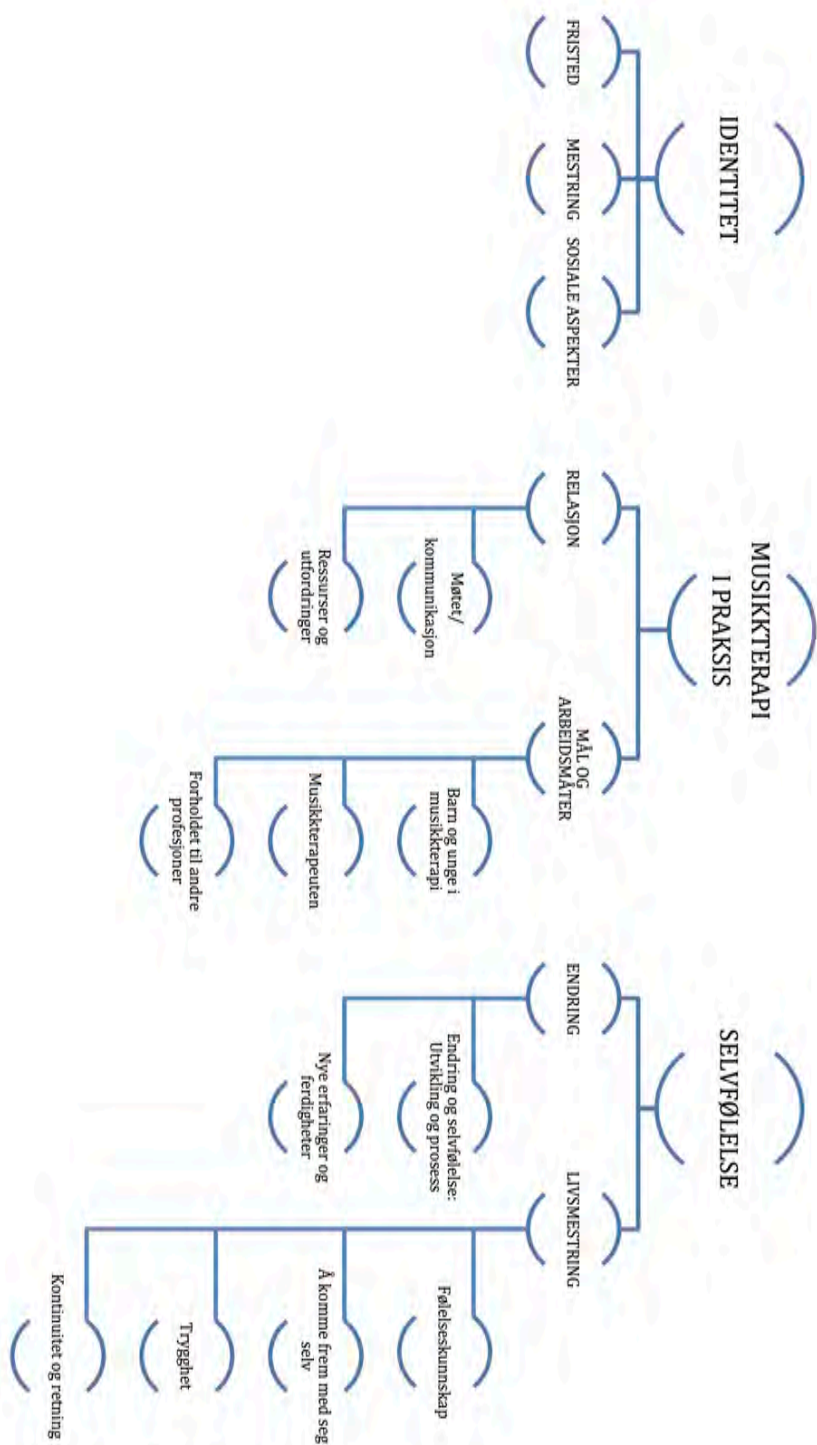 IDENTITET
FRISTED
MESTRING
SOSIALE ASPEKTER
MUSIKKTERAPI
I PRAKSIS
RELASJON
Møtet/
kommunikasjon
Ressurser og
utfordringer
MÅL OG
ARBEIDSMÅTER
Barn og unge i
musikkterapi
Musikkterapeuten
Forholdet til andre
profesjoner
SELVFØLELSE
ENDRING
Endring og selvfølelse:
Utvikling og prosess
Nye erfaringer og
ferdigheter
LIVSMESTRING
Følelseskunnskap
Å komme frem med seg
selv
Trygghet
Kontinuitet og retning